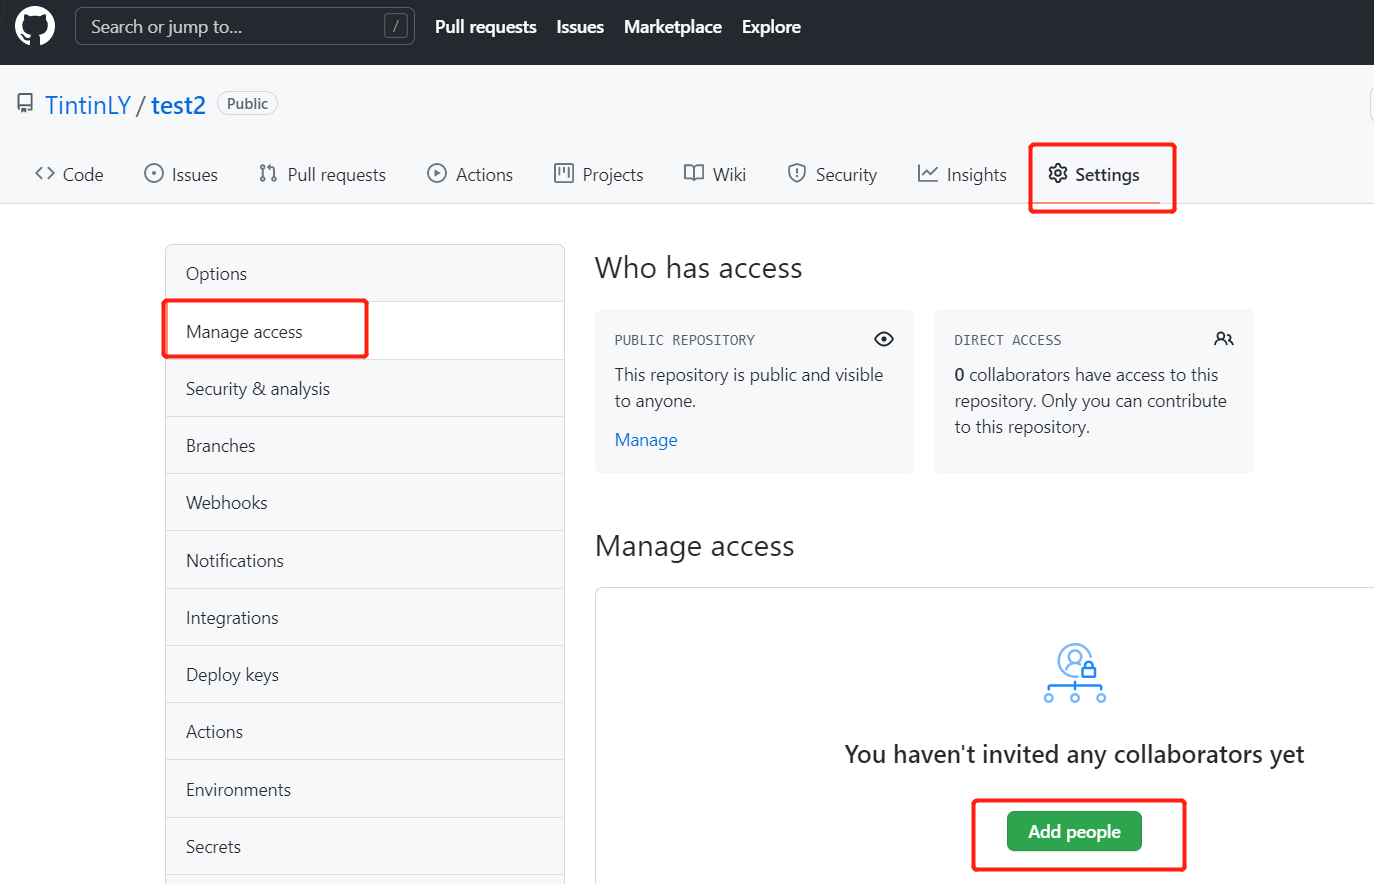 Search or jump to... /
Pull requests Issues Marketplace Explore
TintinLY / test2 Public
Code Issues Pull requests Actions Projects Wiki Security Insights Settings
Options
Manage access
Security & analysis
Branches
Webhooks
Notifications
Integrations
Deploy keys
Actions
Environments
Secrets
Who has access
PUBLIC REPOSITORY
This repository is public and visible
to anyone.
Manage
DIRECT ACCESS
0 collaborators have access to this
repository. Only you can contribute
to this repository.
Manage access
You haven't invited any collaborators yet
Add people